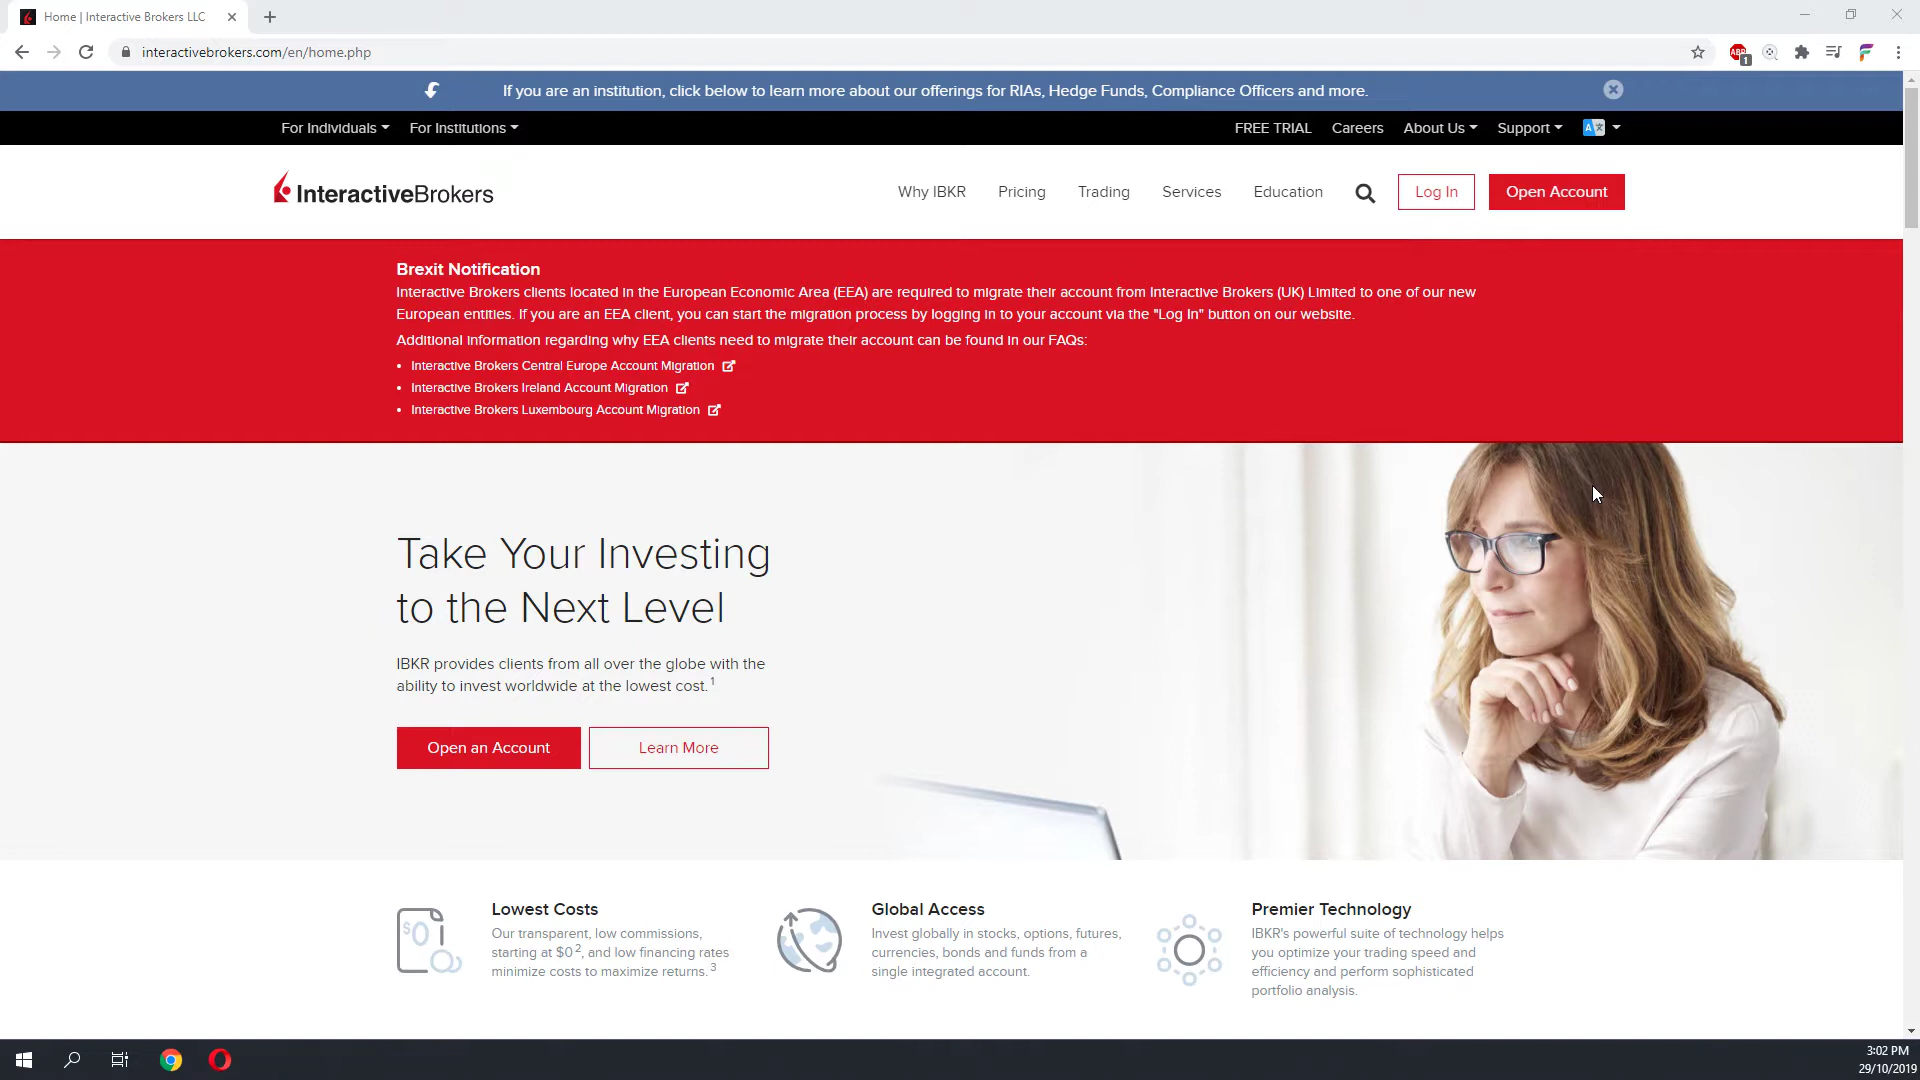 Home | Interactive Brokers LLC
interactivebrokers.com/en/home.php
ABP
1
If you are an institution, click below to learn more about our offerings for RIAs, Hedge Funds, Compliance Officers and more.
For Individuals For Institutions FREE TRIAL Careers About Us Support
InteractiveBrokers Why IBKR Pricing Trading Services Education Log In Open Account
Brexit Notification
Interactive Brokers clients located in the European Economic Area (EEA) are required to migrate their account from Interactive Brokers (UK) Limited to one of our new
European entities. If you are an EEA client, you can start the migration process by logging in to your account via the "Log In" button on our website.
Additional information regarding why EEA clients need to migrate their account can be found in our FAQs:
• Interactive Brokers Central Europe Account Migration
• Interactive Brokers Ireland Account Migration
• Interactive Brokers Luxembourg Account Migration
Take Your Investing
to the Next Level
IBKR provides clients from all over the globe with the
ability to invest worldwide at the lowest cost. 1
Open an Account Learn More
$0
Lowest Costs
Our transparent, low commissions,
starting at $0 2, and low financing rates
minimize costs to maximize returns. 3
Global Access
Invest globally in stocks, options, futures,
currencies, bonds and funds from a
single integrated account.
Premier Technology
IBKR's powerful suite of technology helps
you optimize your trading speed and
efficiency and perform sophisticated
portfolio analysis.
3:02 PM
29/10/2019